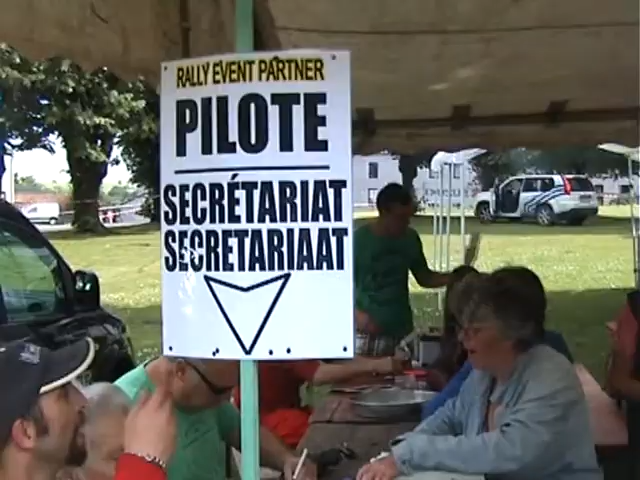 RALLY EVENT PARTNER
PILOTE
SECRÉTARIAT
SECRETARIAAT